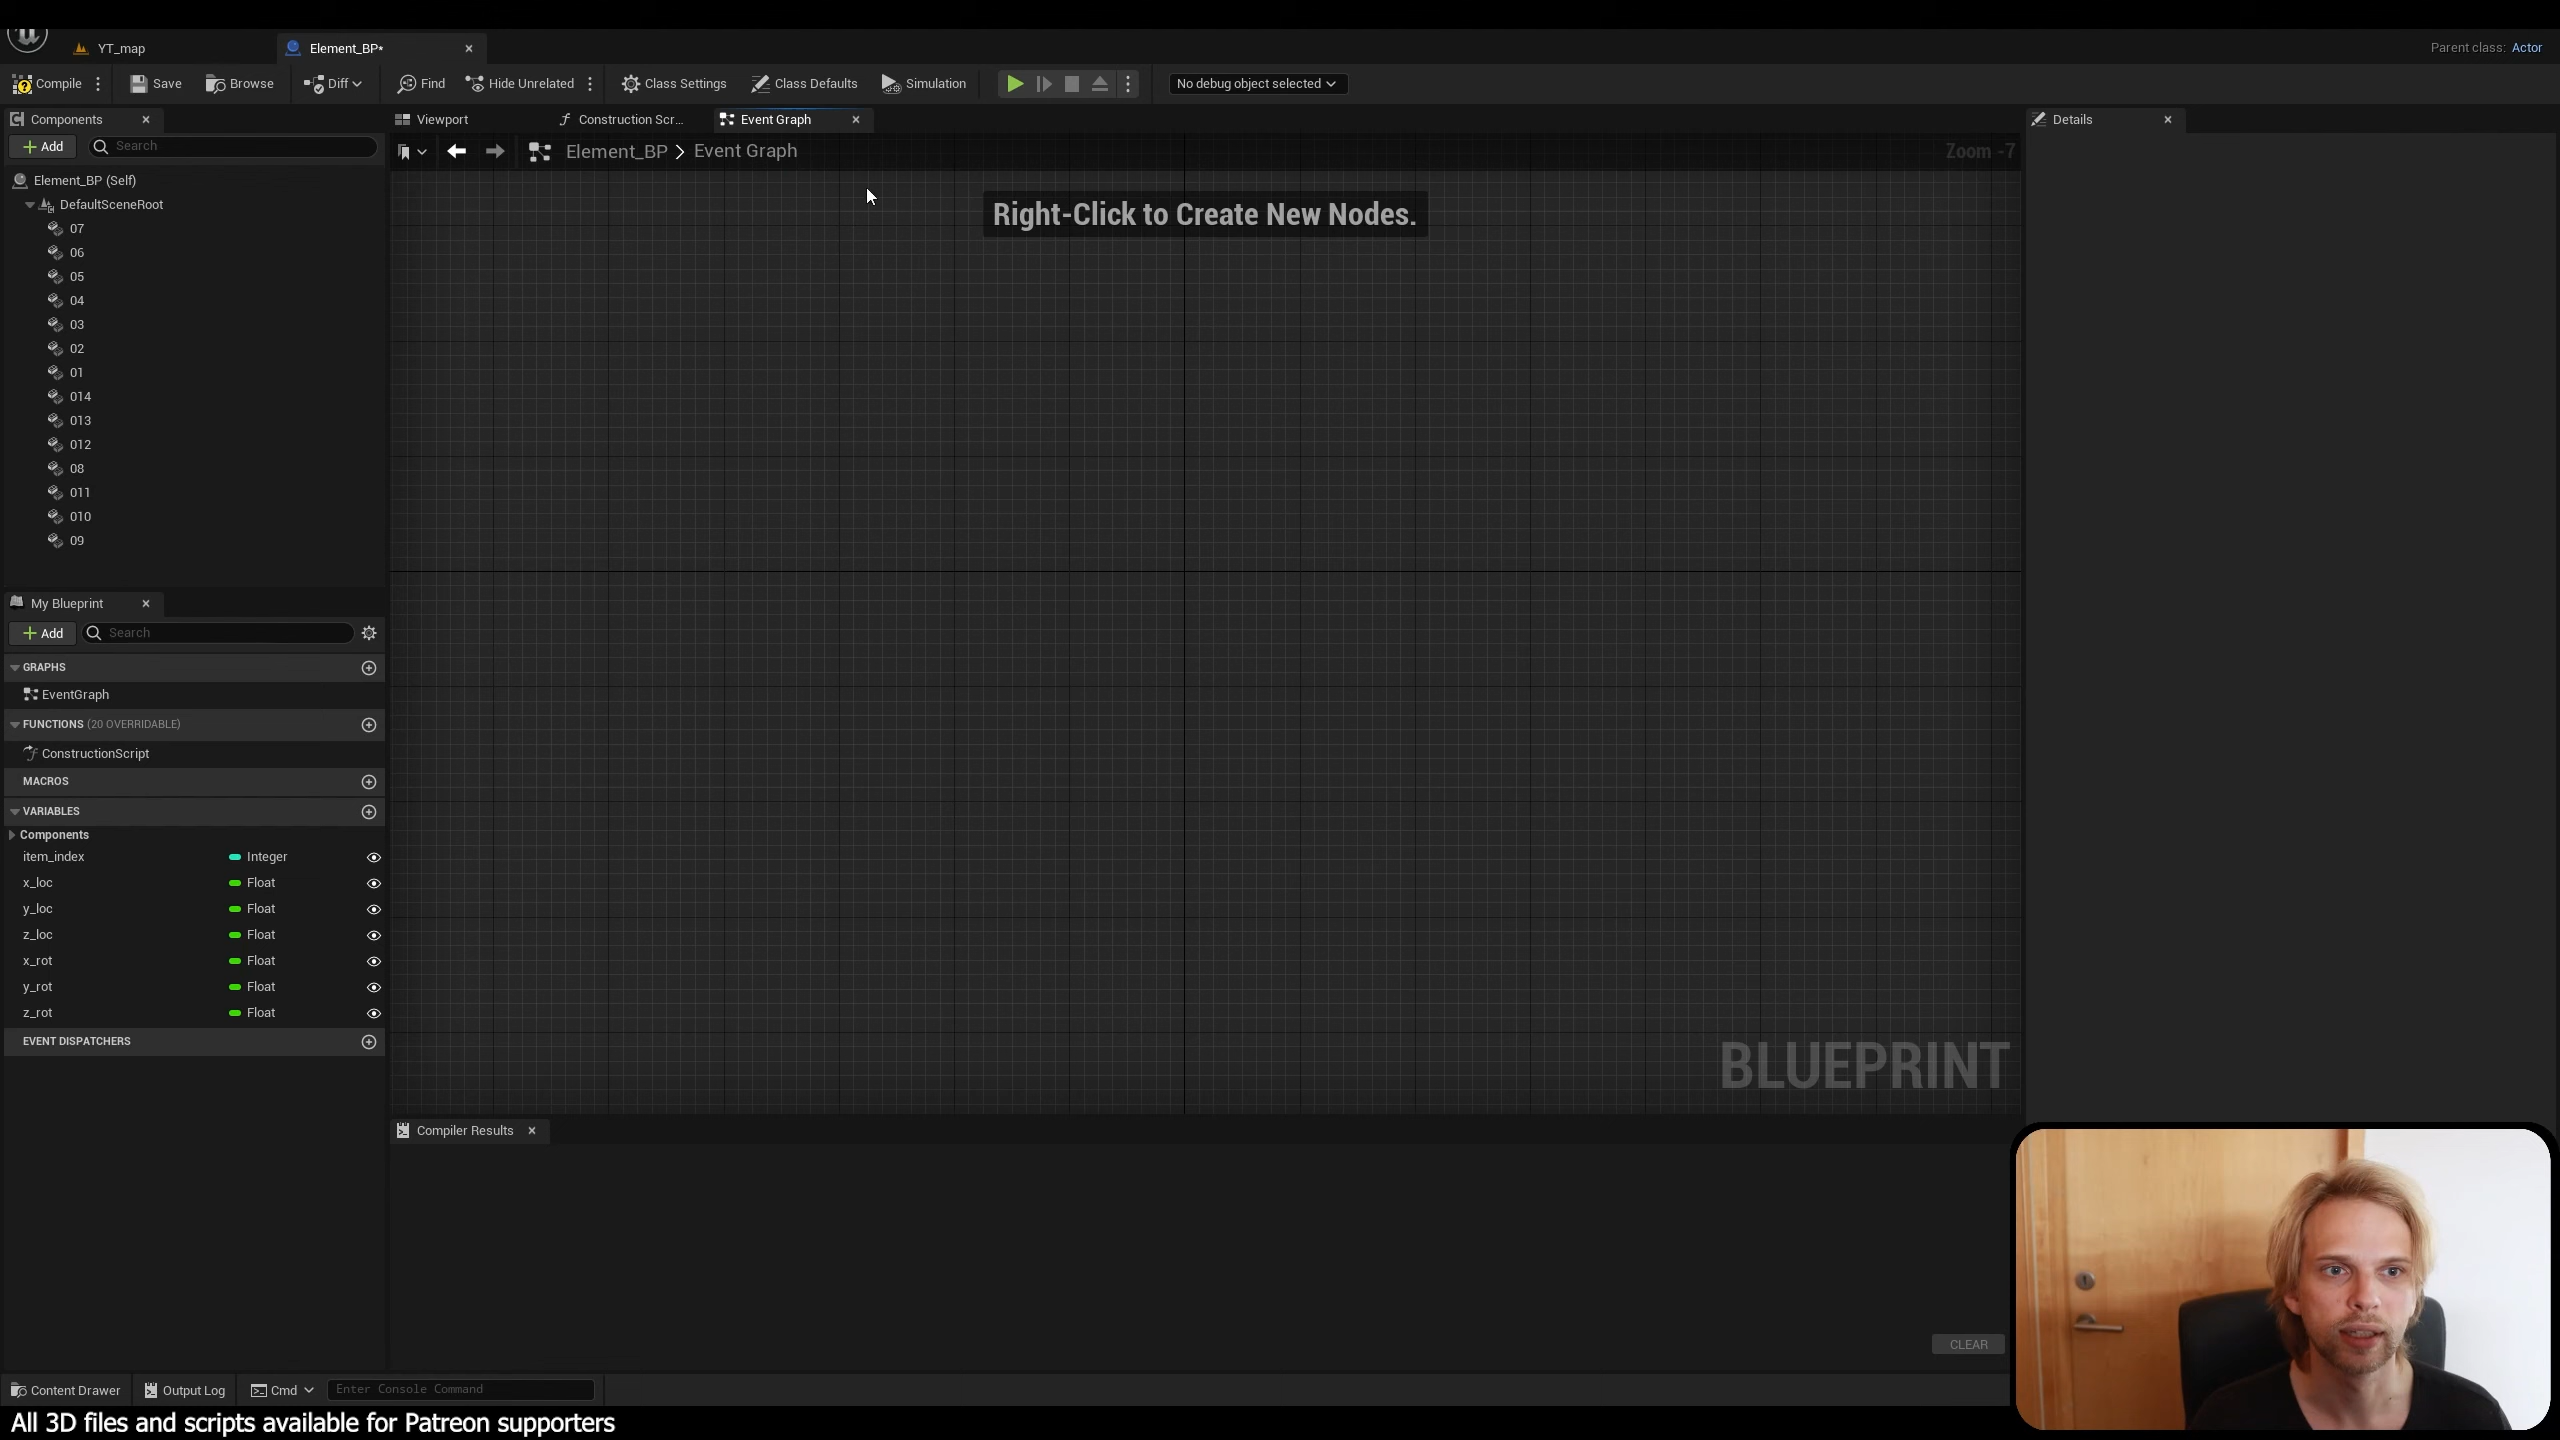 YT_map
Element_BP*
Parent class: Actor
Compile
Save
Browse
Diff
Find
Hide Unrelated
Class Settings
Class Defaults
Simulation
No debug object selected
Components
Viewport
Construction Scr...
Event Graph
Details
Add
Search
Element_BP > Event Graph
Zoom -7
Element_BP (Self)
DefaultSceneRoot
Right-Click to Create New Nodes.
07
06
05
04
03
02
01
014
013
012
08
011
010
09
My Blueprint
Add
Search
GRAPHS
EventGraph
FUNCTIONS (20 OVERRIDABLE)
ConstructionScript
MACROS
VARIABLES
Components
item_index Integer
x_loc Float
y_loc Float
z_loc Float
x_rot Float
y_rot Float
z_rot Float
EVENT DISPATCHERS
BLUEPRINT
Compiler Results
CLEAR
Content Drawer
Output Log
Cmd
Enter Console Command
All 3D files and scripts available for Patreon supporters